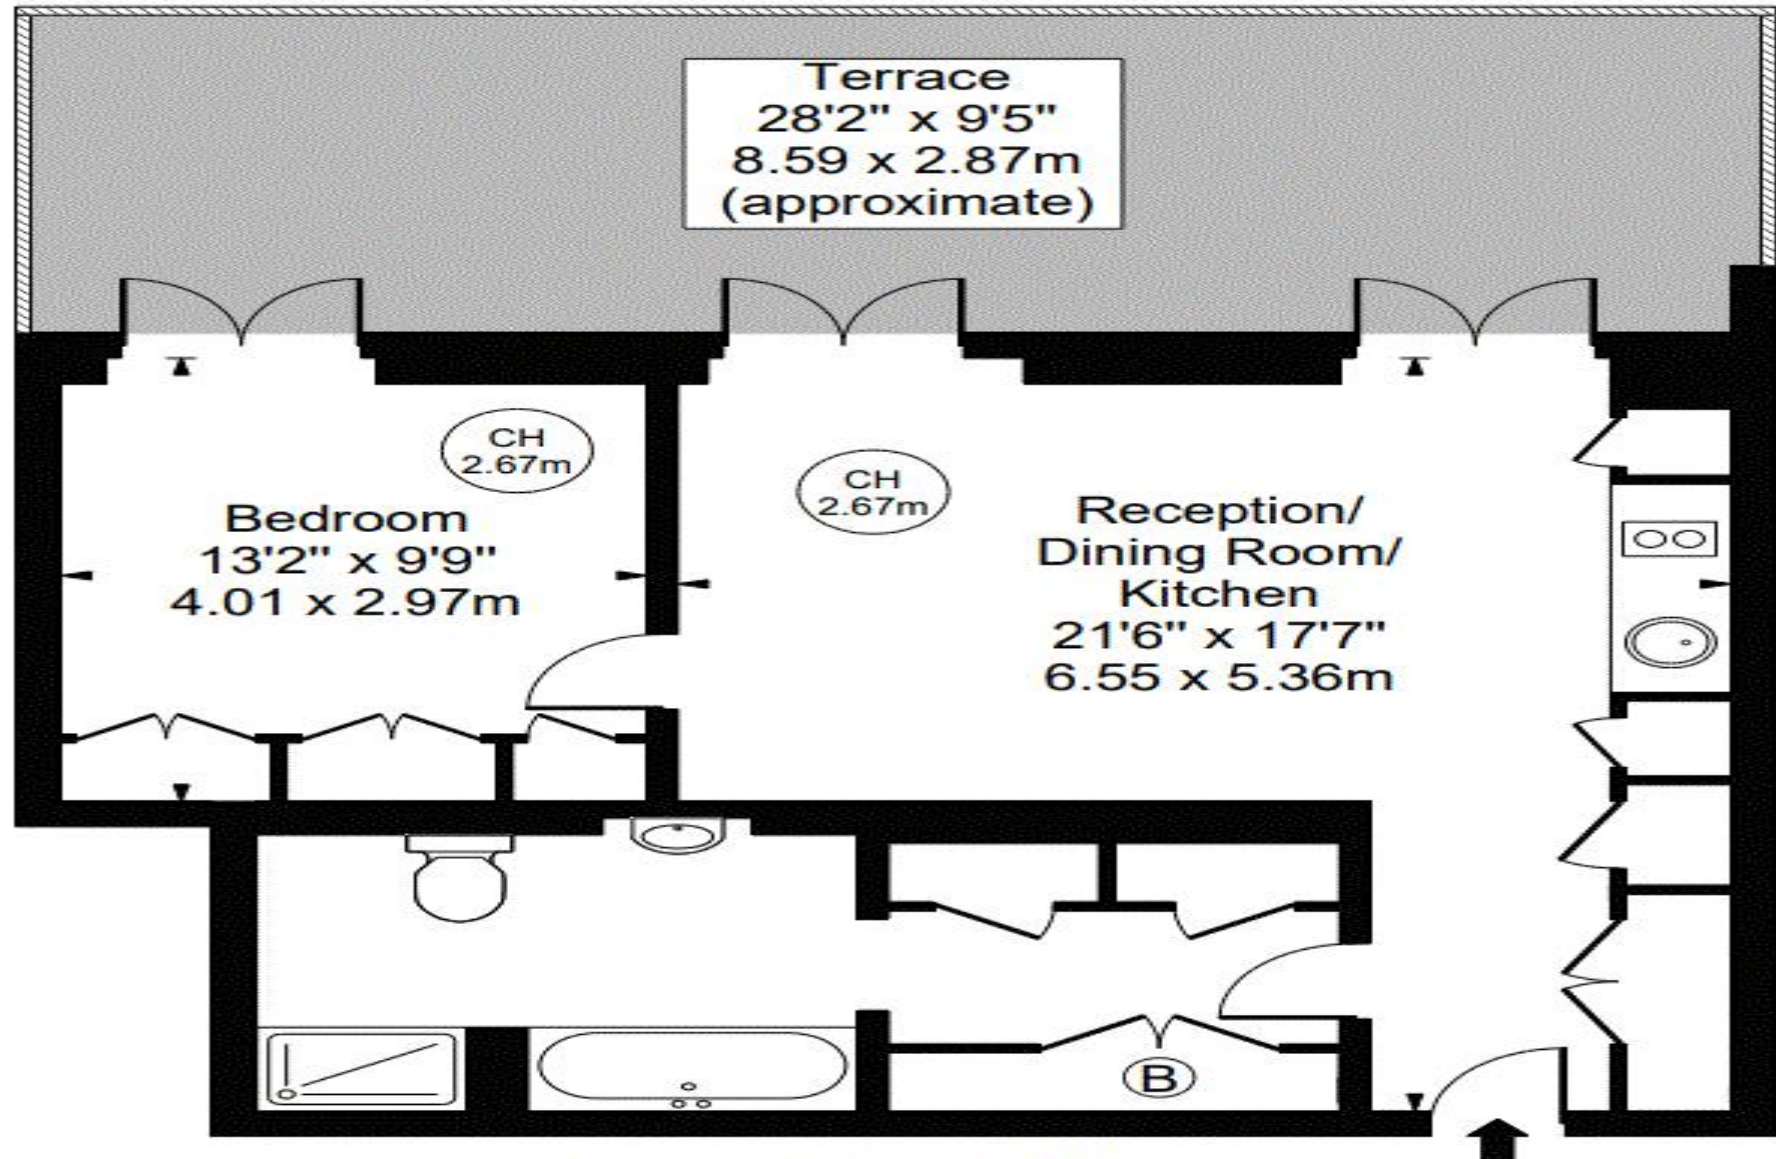 Terrace
28'2" x 9'5"
8.59 x 2.87m
(approximate)
CH
2.67m
Bedroom
13'2" x 9'9"
4.01 x 2.97m
CH
2.67m
Reception/
Dining Room/
Kitchen
21'6" x 17'7"
6.55 x 5.36m
B